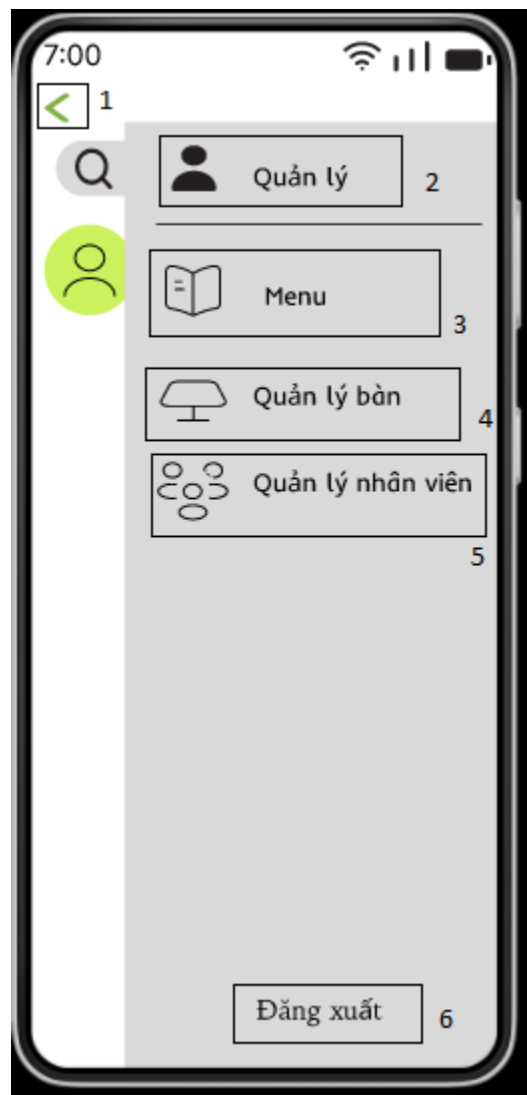 7:00
1
Quản lý
2
Menu
3
Quản lý bàn
4
Quản lý nhân viên
5
Đăng xuất
6